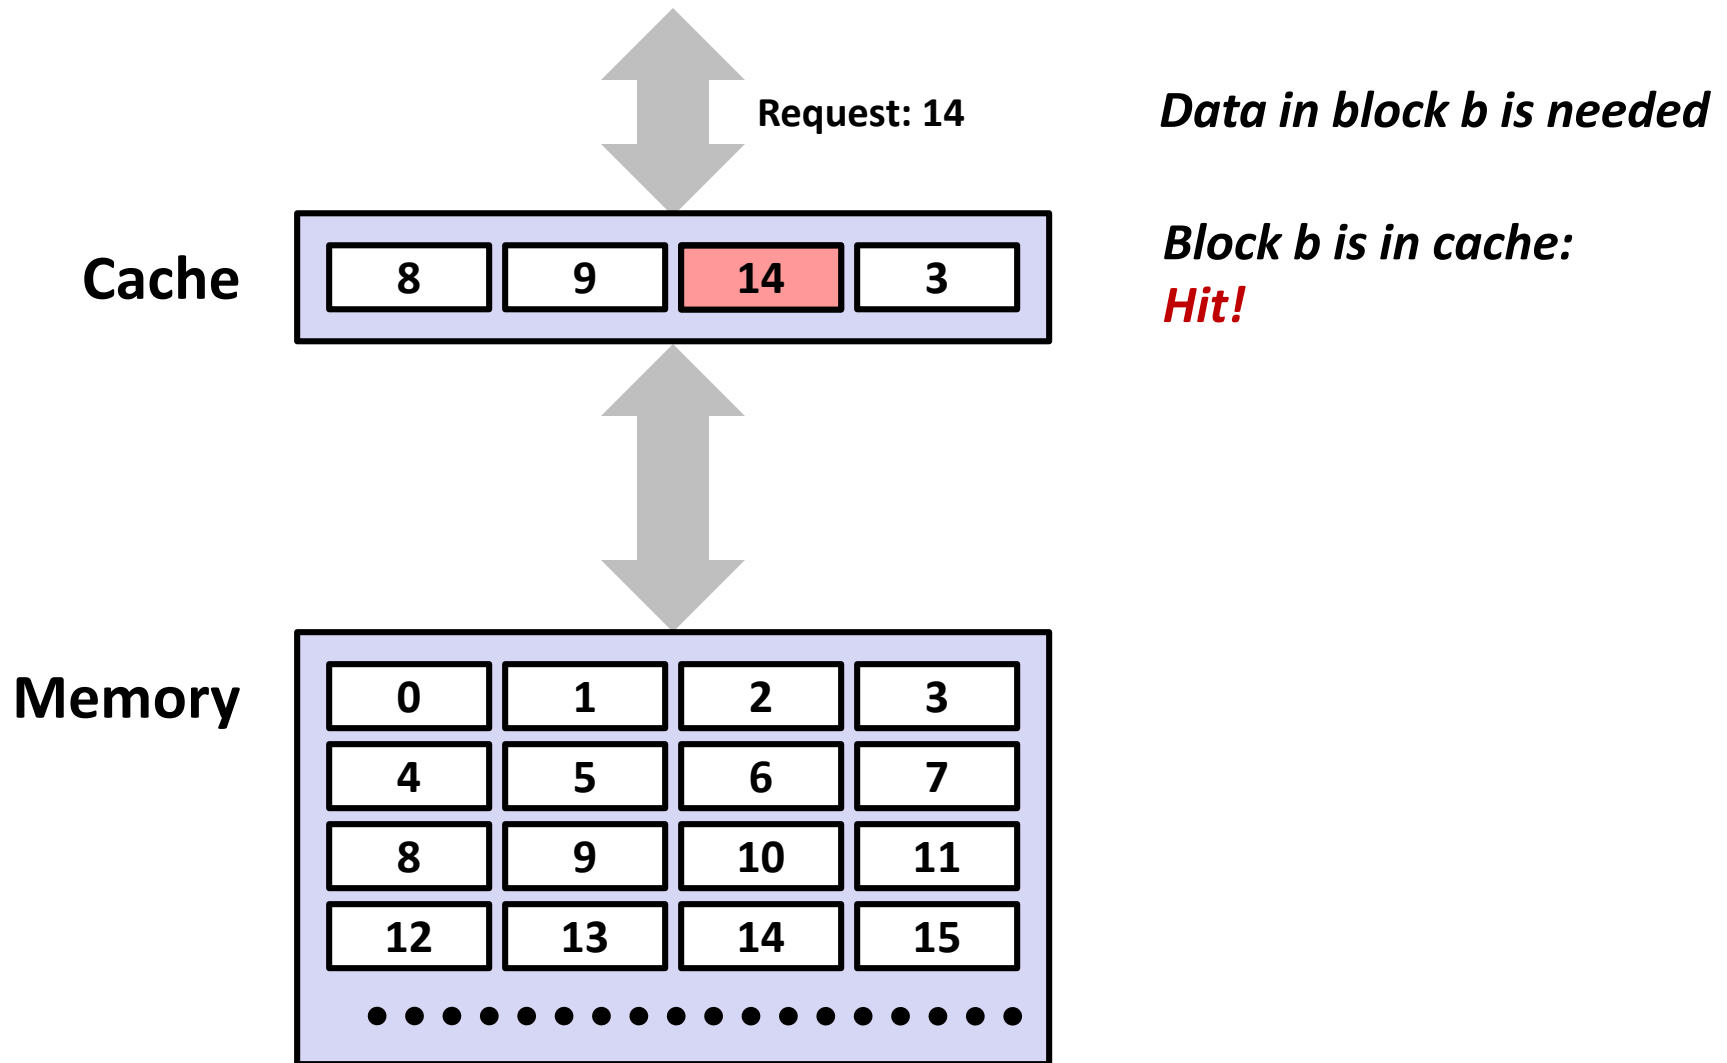 Request: 14
Data in block b is needed
Cache
8 9 14 3
Block b is in cache:
Hit!
Memory
0 1 2 3
4 5 6 7
8 9 10 11
12 13 14 15